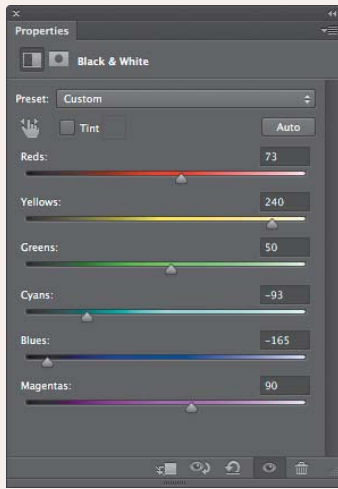 Properties
Black & White
Preset: Custom
Tint Auto
Reds: 73
Yellows: 240
Greens: 50
Cyans: -93
Blues: -165
Magentas: 90